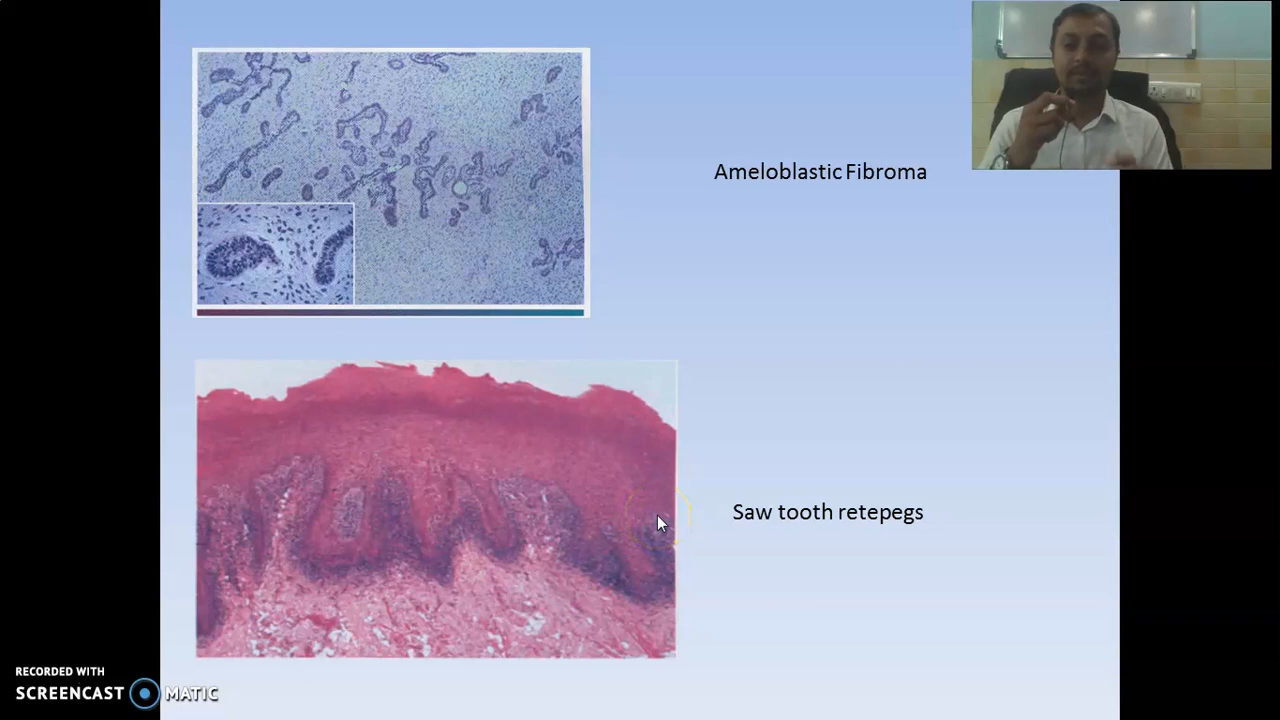 Ameloblastic Fibroma
Saw tooth retepegs
RECORDED WITH
SCREENCAST MATIC